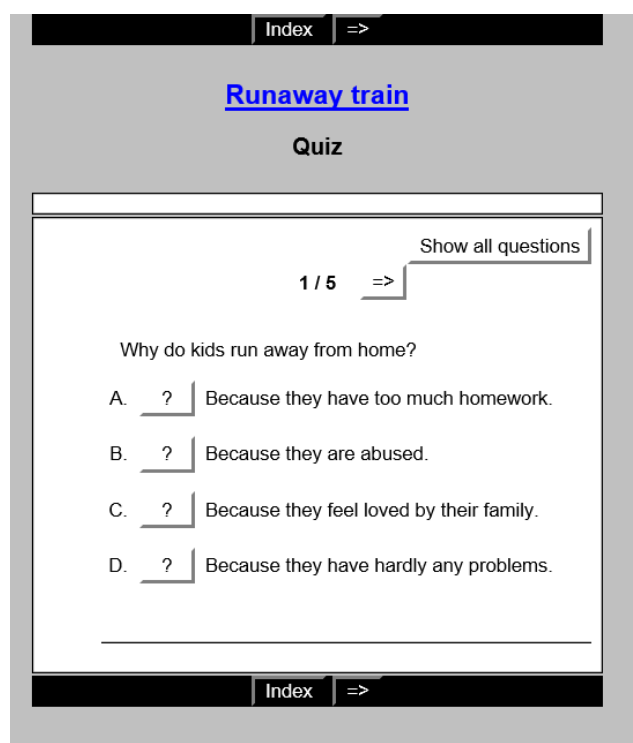 Index =>
Runaway train
Quiz
Show all questions
1 / 5 =>
Why do kids run away from home?
A. ? Because they have too much homework.
B. ? Because they are abused.
C. ? Because they feel loved by their family.
D. ? Because they have hardly any problems.
Index =>